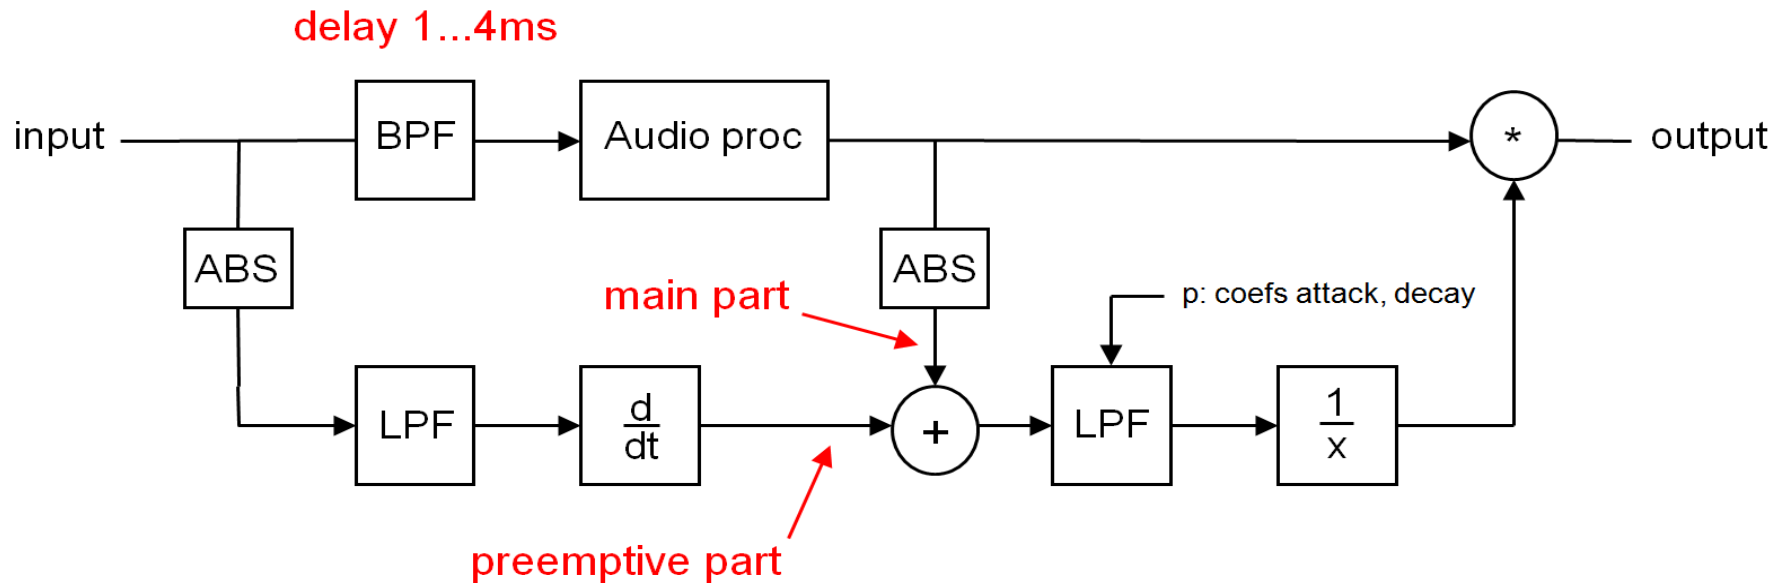 delay 1...4ms
input
BPF
Audio proc
*
output
ABS
ABS
main part
p: coefs attack, decay
LPF
d
dt
+
LPF
1
x
preemptive part